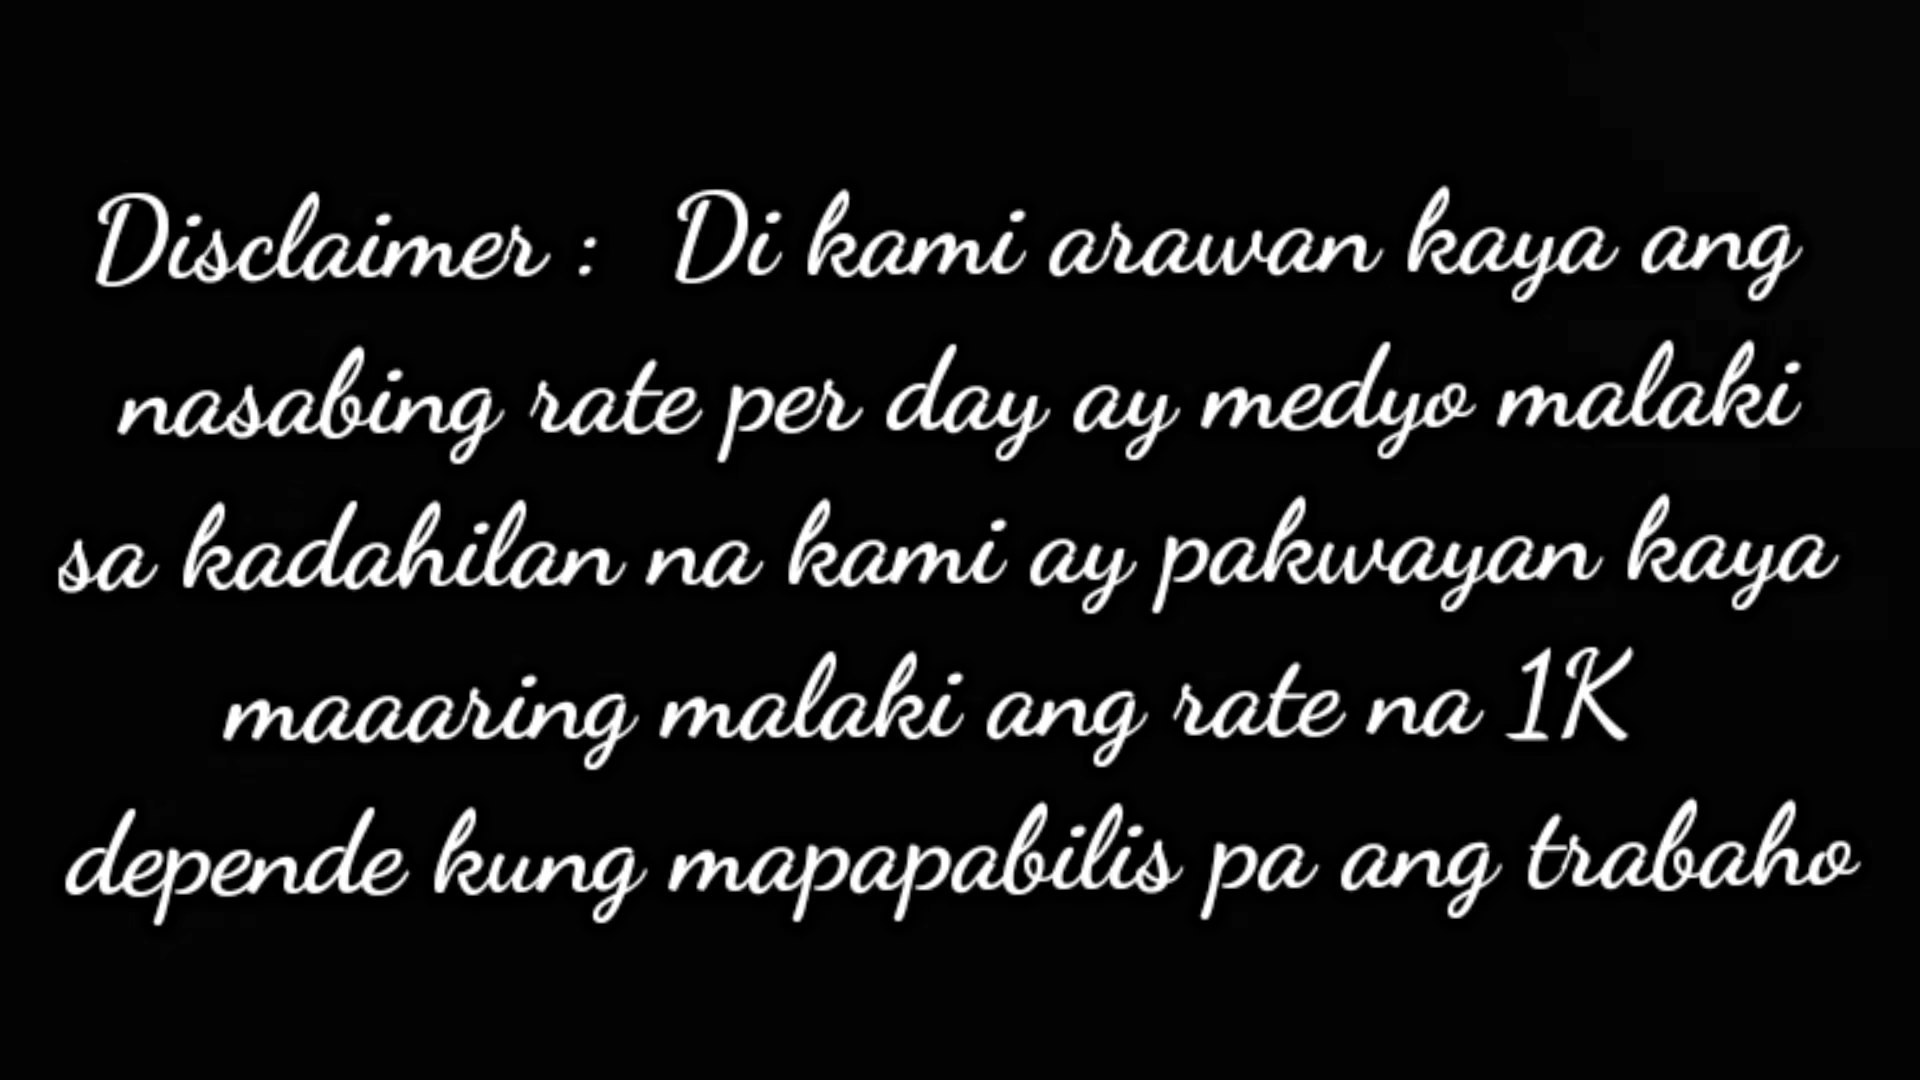 Disclaimer : Di kami arawan kaya ang
nasabing rate per day ay medyo malaki
sa kadahilan na kami ay pakwayan kaya
maaaring malaki ang rate na 1K
depende kung mapapabilis pa ang trabaho